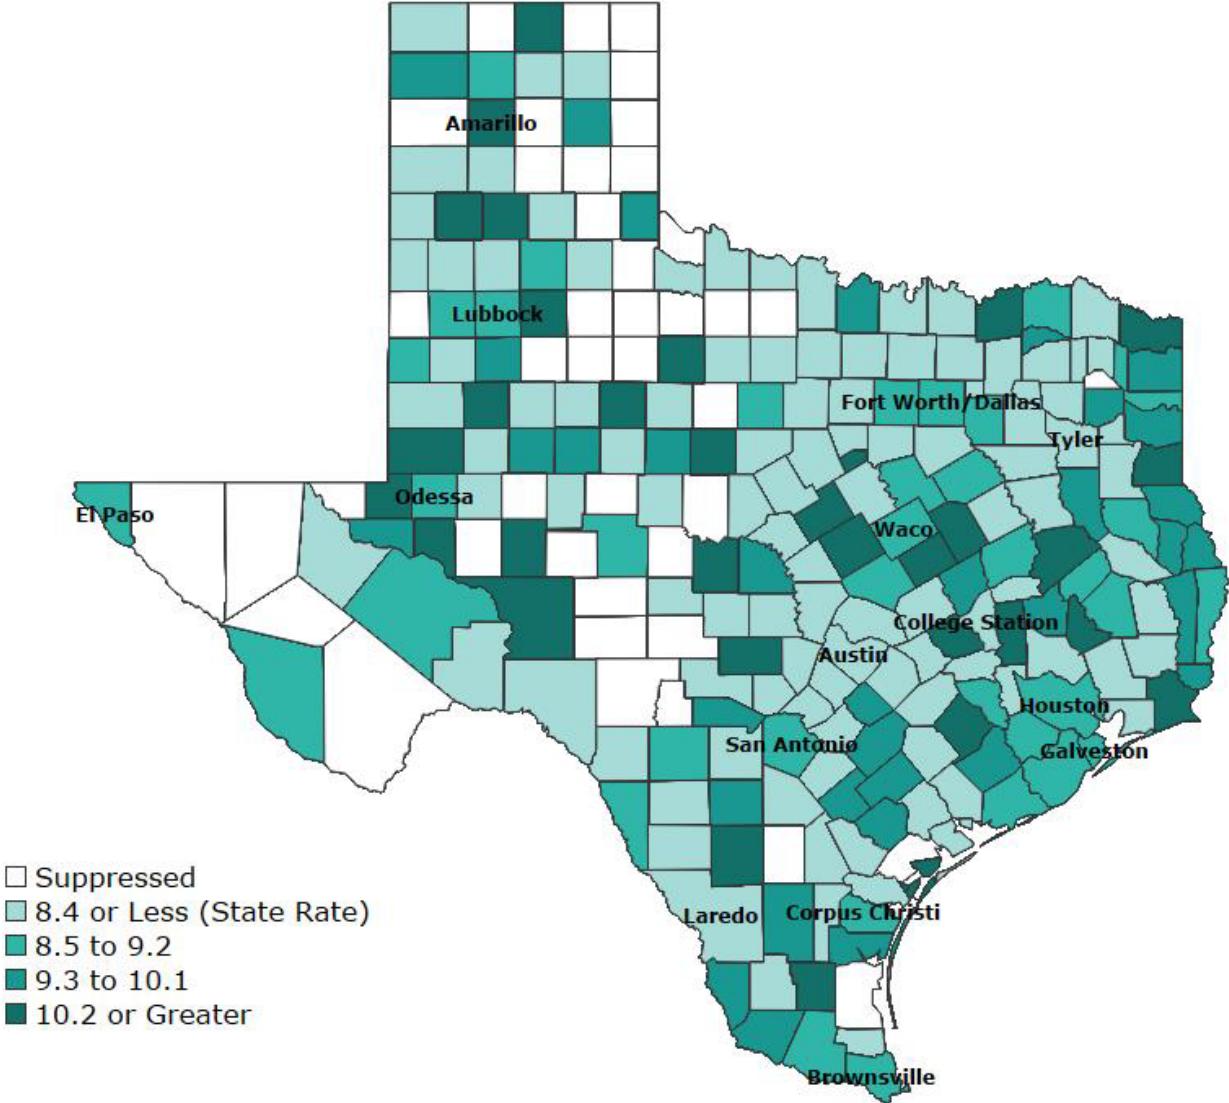 Amarillo
Lubbock
Fort Worth/Dallas
Tyler
Odessa
El Paso
Waco
College Station
Austin
Houston
San Antonio
Galveston
Suppressed
8.4 or Less (State Rate)
Laredo
Corpus Christi
8.5 to 9.2
9.3 to 10.1
10.2 or Greater
Brownsville